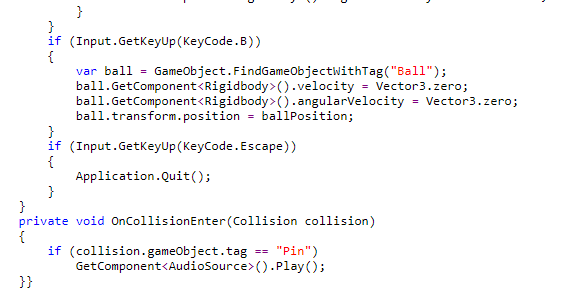 }
}
if (Input.GetKeyUp(KeyCode.B))
{
var ball = GameObject.FindGameObjectWithTag("Ball");
ball.GetComponent<Rigidbody>().velocity = Vector3.zero;
ball.GetComponent<Rigidbody>().angularVelocity = Vector3.zero;
ball.transform.position = ballPosition;
}
if (Input.GetKeyUp(KeyCode.Escape))
{
Application.Quit();
}
}
private void OnCollisionEnter(Collision collision)
{
if (collision.gameObject.tag == "Pin")
GetComponent<AudioSource>().Play();
}}